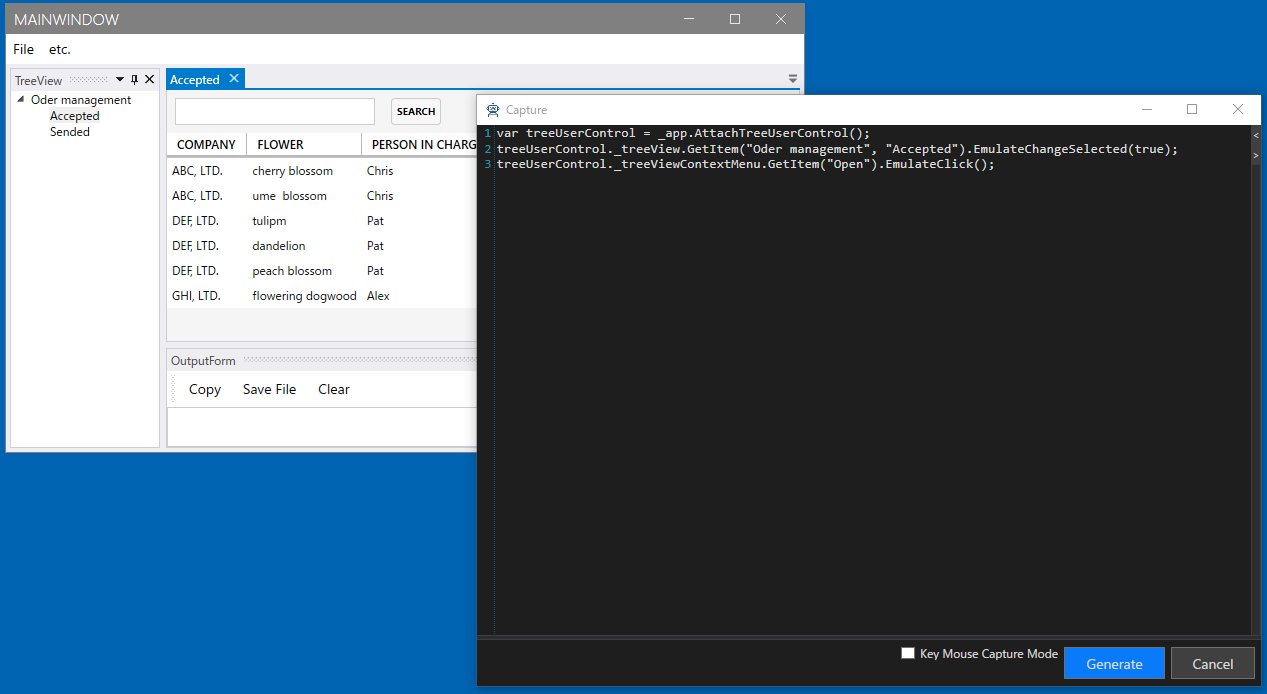 MAINWINDOW
File etc.
TreeView
Oder management
Accepted
Sended
Accepted
SEARCH
COMPANY FLOWER PERSON IN CHARG
ABC, LTD. cherry blossom Chris
ABC, LTD. ume blossom Chris
DEF, LTD. tulipm Pat
DEF, LTD. dandelion Pat
DEF, LTD. peach blossom Pat
GHI, LTD. flowering dogwood Alex
OutputForm
Copy Save File Clear
Capture
1 var treeUserControl = _app.AttachTreeUserControl();
2 treeUserControl._treeView.GetItem("Oder management", "Accepted").EmulateChangeSelected(true);
3 treeUserControl._treeViewContextMenu.GetItem("Open").EmulateClick();
<
>
Key Mouse Capture Mode
Generate
Cancel